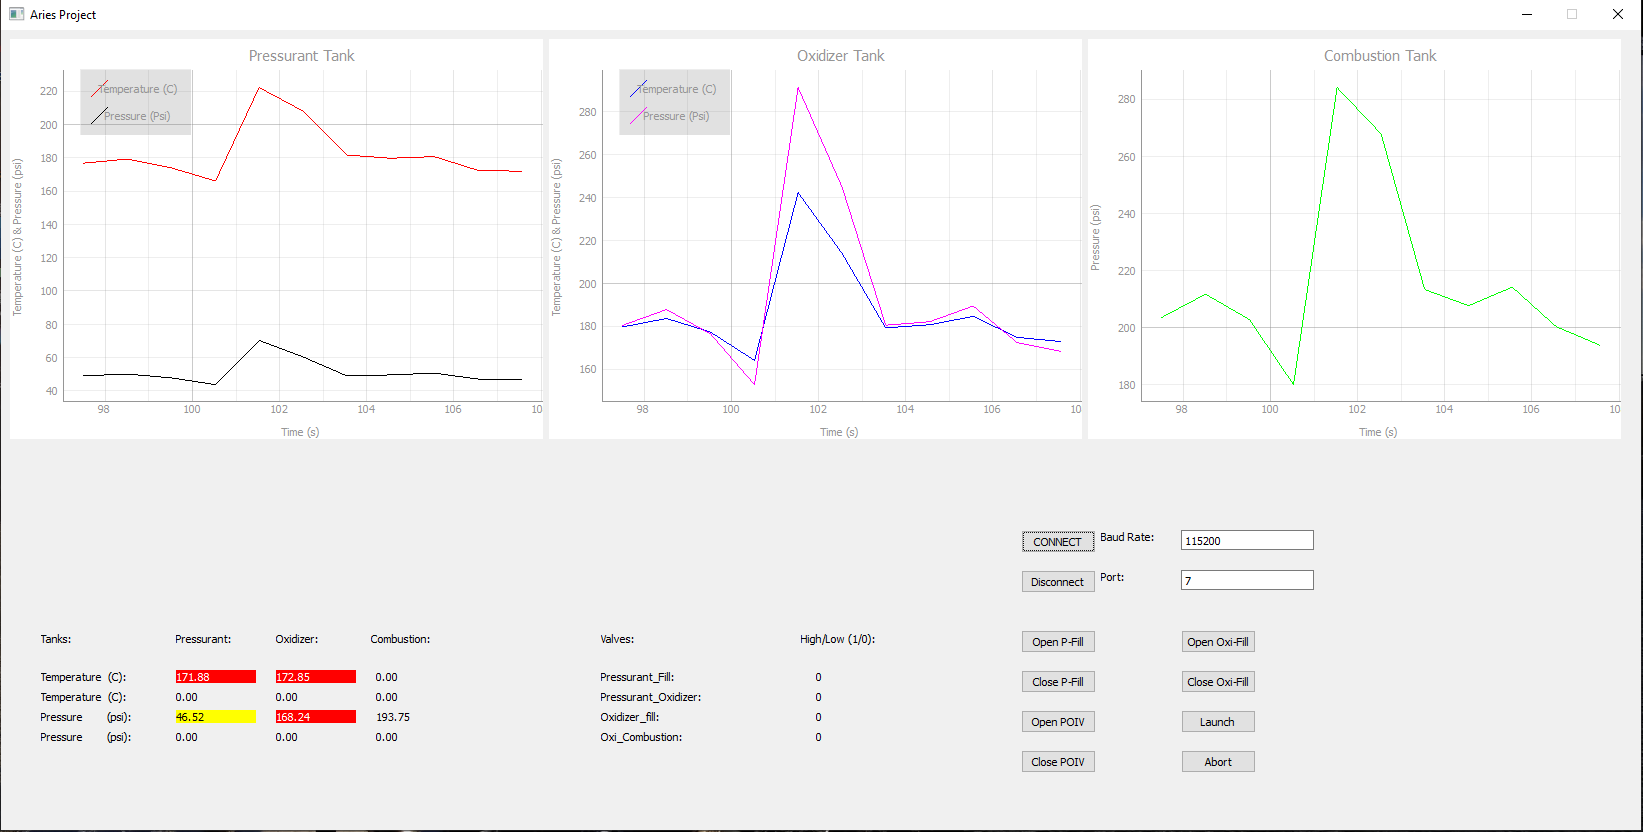 Aries Project
Pressurant Tank
Temperature (C)
Pressure (Psi)
Temperature (C) & Pressure (psi)
220
200
180
160
140
120
100
80
60
40
98 100 102 104 106 10
Time (s)
Oxidizer Tank
Temperature (C)
Pressure (Psi)
Temperature (C) & Pressure (psi)
280
260
240
220
200
180
160
98 100 102 104 106 10
Time (s)
Combustion Tank
Pressure (psi)
280
260
240
220
200
180
98 100 102 104 106 10
Time (s)
CONNECT Baud Rate: 115200
Disconnect Port: 7
Tanks: Pressurant: Oxidizer: Combustion:
Temperature (C): 171.88 172.85 0.00
Temperature (C): 0.00 0.00 0.00
Pressure (psi): 46.52 168.24 193.75
Pressure (psi): 0.00 0.00 0.00
Valves: High/Low (1/0):
Pressurant_Fill: 0
Pressurant_Oxidizer: 0
Oxidizer_fill: 0
Oxi_Combustion: 0
Open P-Fill Open Oxi-Fill
Close P-Fill Close Oxi-Fill
Open POIV Launch
Close POIV Abort